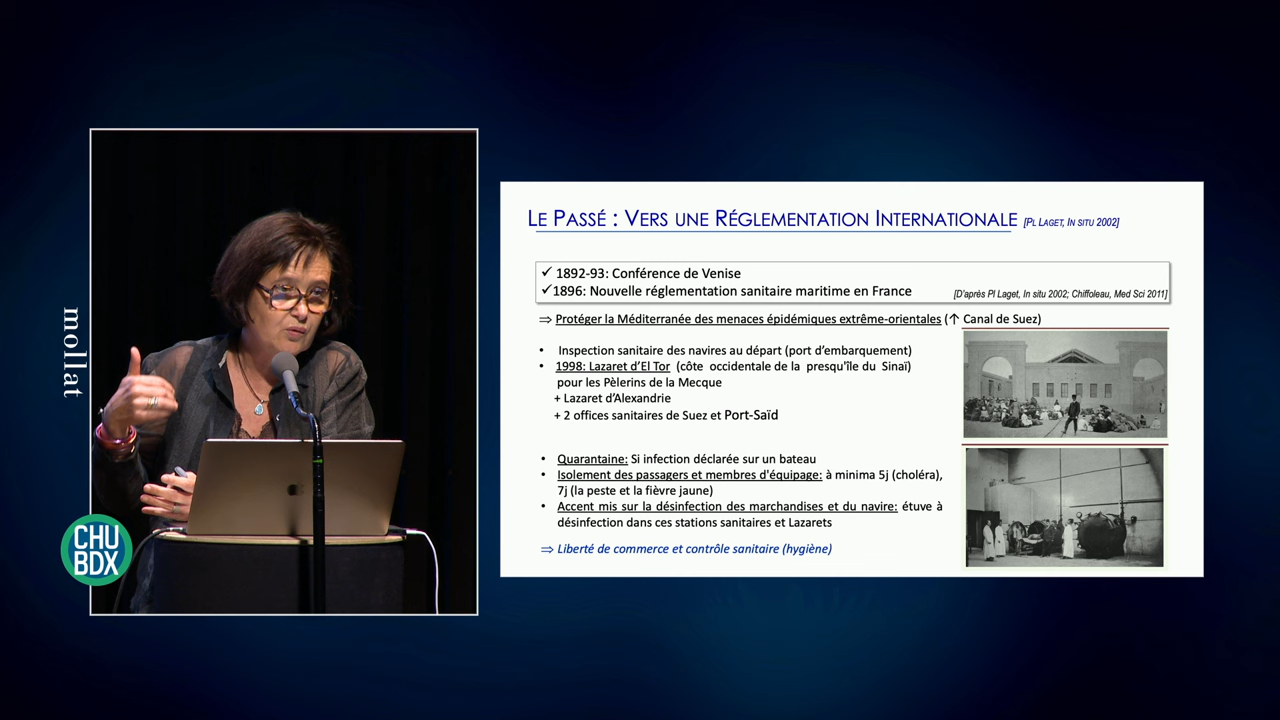 mollat
CHU
BDX
LE PASSÉ : VERS UNE RÉGLEMENTATION INTERNATIONALE [PL LAGET, IN SITU 2002]
✓ 1892-93: Conférence de Venise
✓1896: Nouvelle réglementation sanitaire maritime en France [D'après Pl Laget, In situ 2002; Chiffoleau, Med Sci 2011]
⇒ Protéger la Méditerranée des menaces épidémiques extrême-orientales (↑ Canal de Suez)
• Inspection sanitaire des navires au départ (port d'embarquement)
• 1998: Lazaret d'El Tor (côte occidentale de la presqu'île du Sinaï)
pour les Pèlerins de la Mecque
+ Lazaret d'Alexandrie
+ 2 offices sanitaires de Suez et Port-Saïd
• Quarantaine: Si infection déclarée sur un bateau
• Isolement des passagers et membres d'équipage: à minima 5j (choléra),
7j (la peste et la fièvre jaune)
• Accent mis sur la désinfection des marchandises et du navire: étuve à
désinfection dans ces stations sanitaires et Lazarets
⇒ Liberté de commerce et contrôle sanitaire (hygiène)